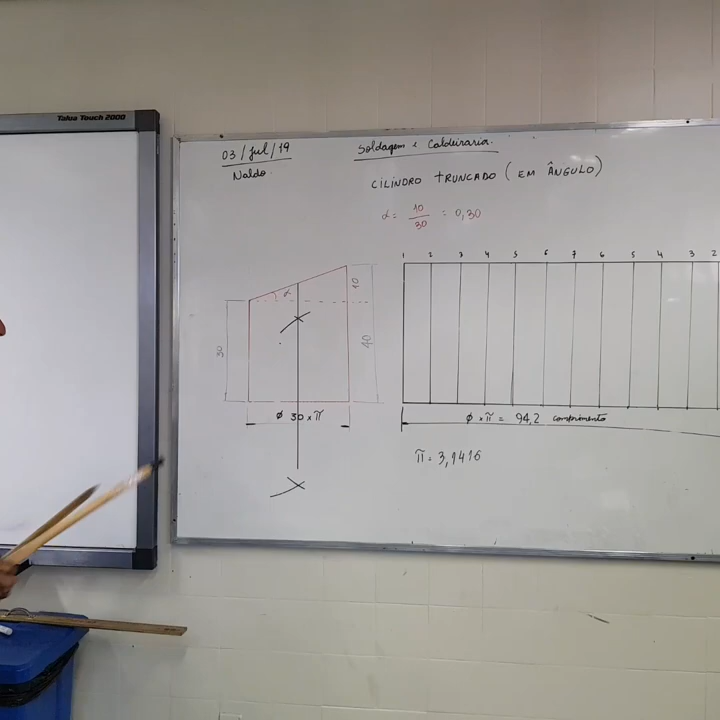 Talua Touch 2000
03/Jul/19
Naldo.
Soldagem e Caldeiraria.
CILINDRO TRUNCADO (EM ÂNGULO)
α = 10/30 = 0,30
1 2 3 4 5 6 7 6 5 4 3 2
α
10
30
40
φ 30 x π
φ x π = 94,2 comprimento
π = 3,1416